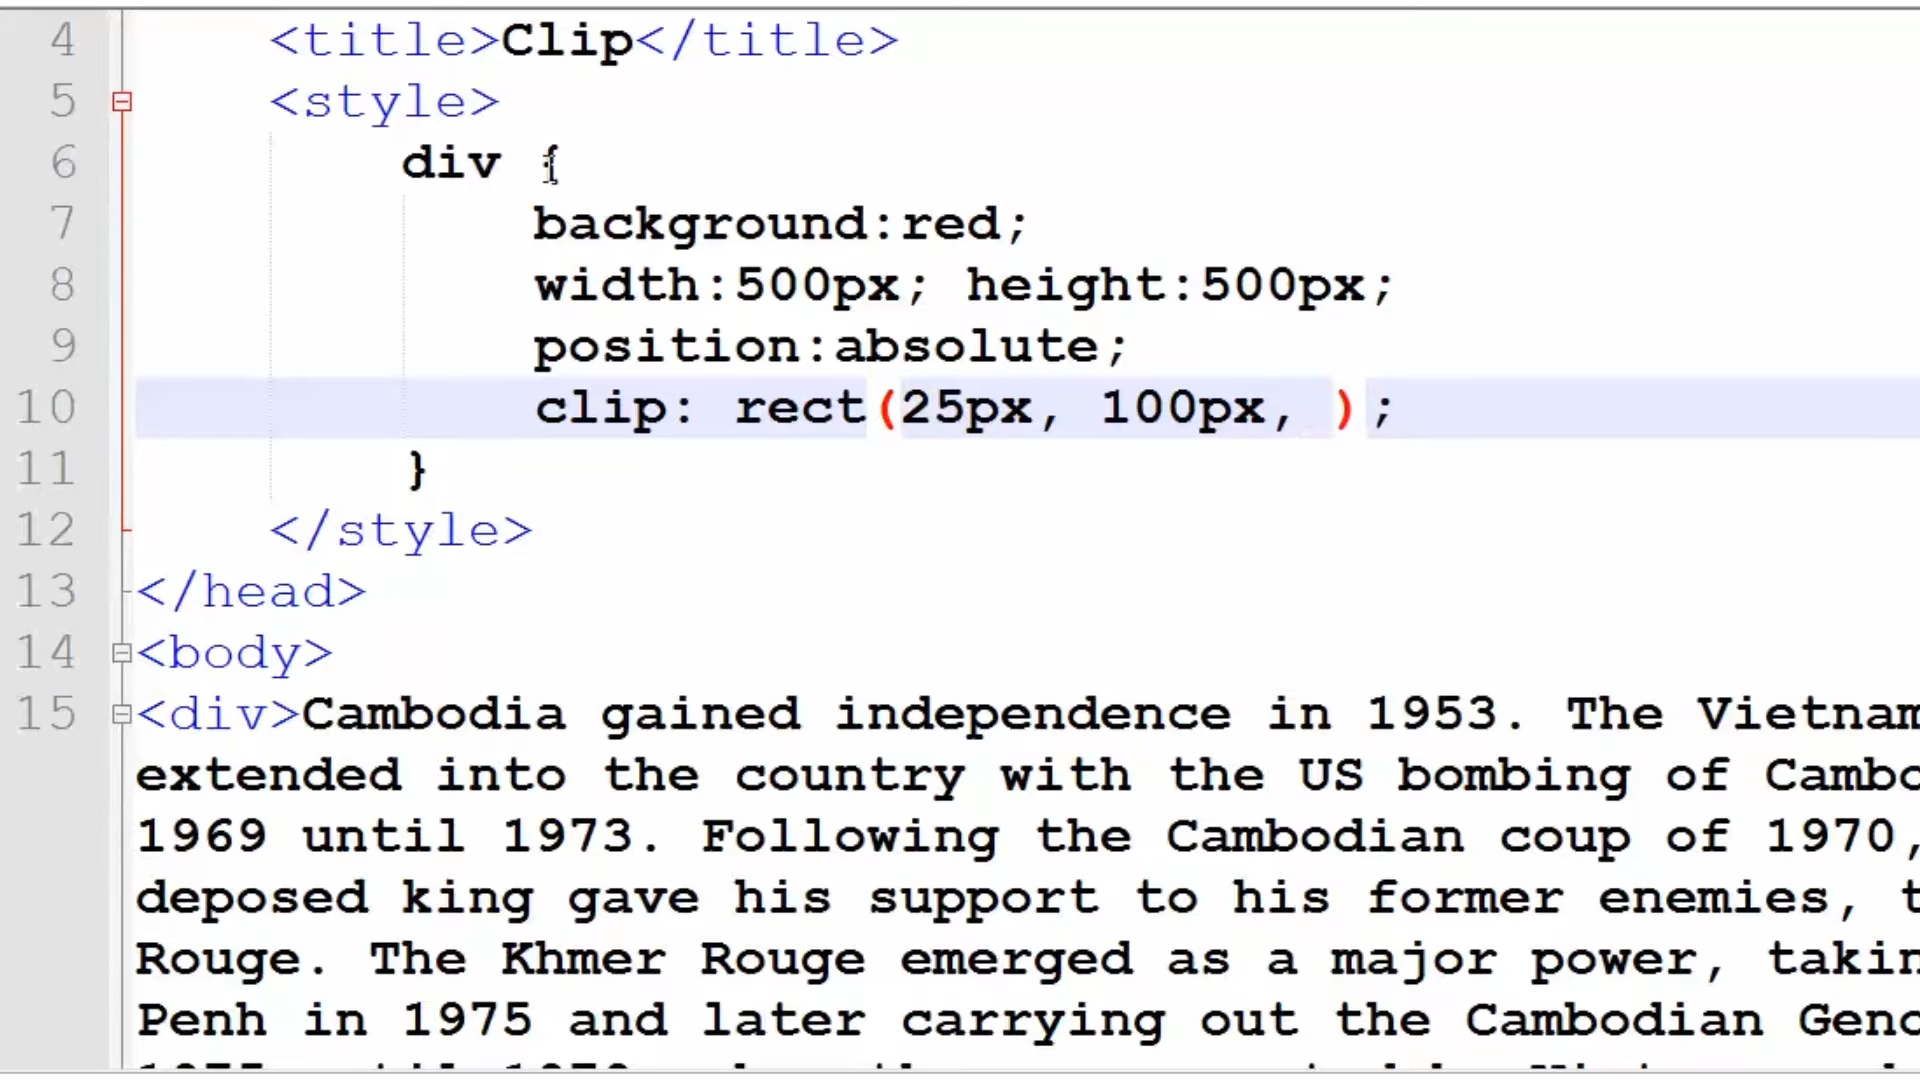 4 <title>Clip</title>
5 <style>
6 div {
7 background:red;
8 width:500px; height:500px;
9 position:absolute;
10 clip: rect(25px, 100px, );
11 }
12 </style>
13 </head>
14 <body>
15 <div>Cambodia gained independence in 1953. The Vietnam
extended into the country with the US bombing of Cambo
1969 until 1973. Following the Cambodian coup of 1970,
deposed king gave his support to his former enemies, t
Rouge. The Khmer Rouge emerged as a major power, takin
Penh in 1975 and later carrying out the Cambodian Geno